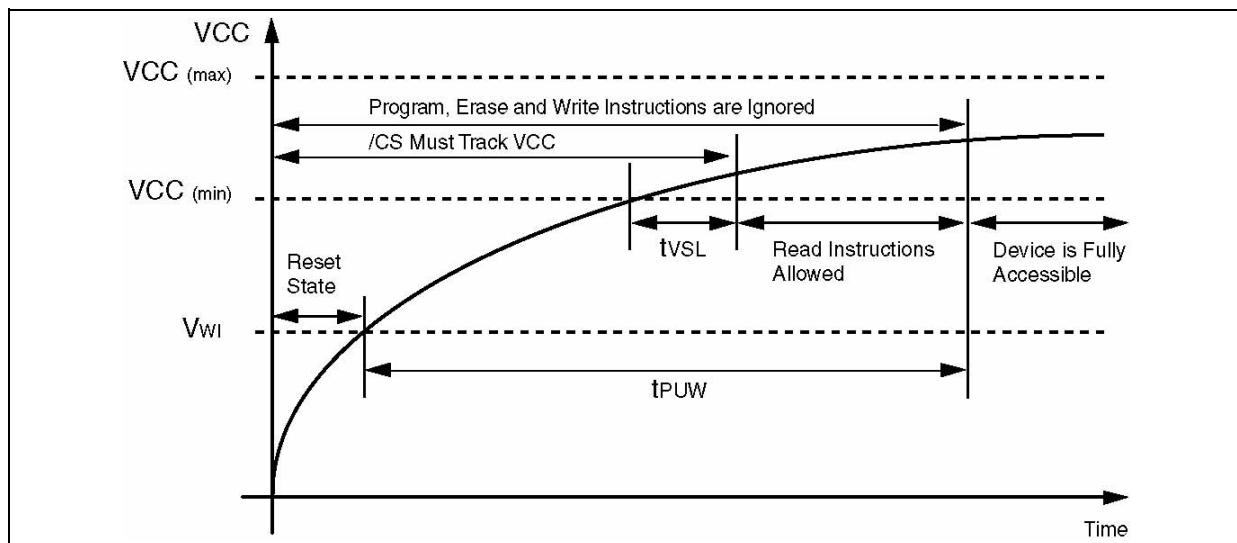 VCC
VCC (max)
Program, Erase and Write Instructions are Ignored
/CS Must Track VCC
VCC (min)
tVSL
Read Instructions
Allowed
Device is Fully
Accessible
Reset
State
VWI
tPUW
Time